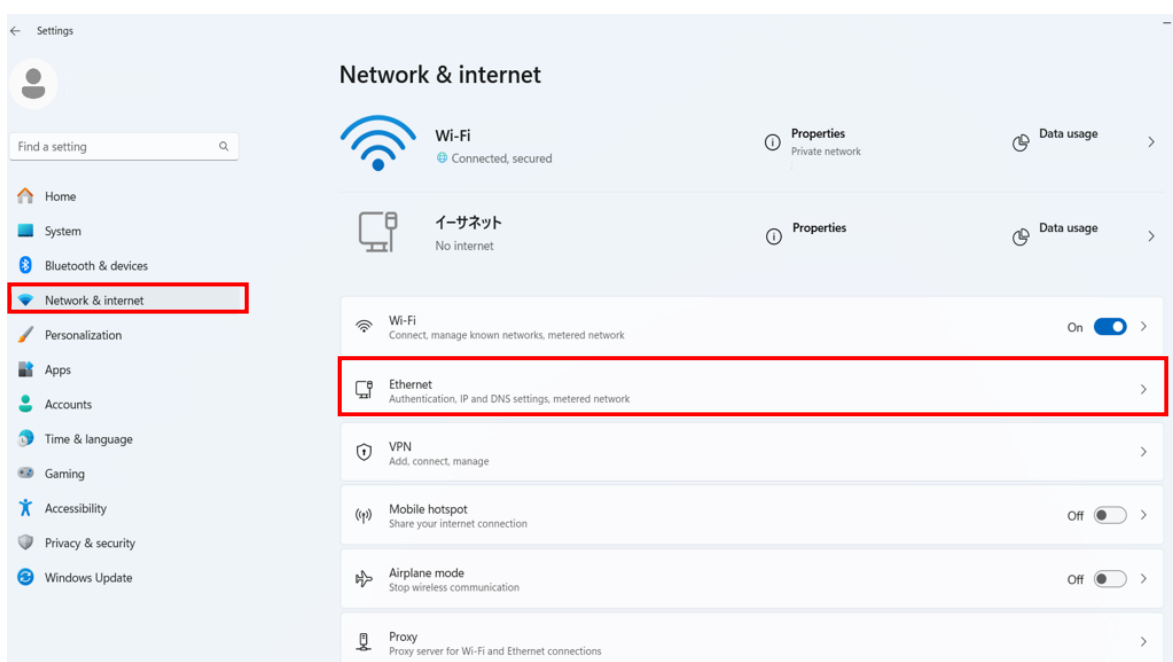 Settings
Find a setting
Home
System
Bluetooth & devices
Network & internet
Personalization
Apps
Accounts
Time & language
Gaming
Accessibility
Privacy & security
Windows Update
Network & internet
Wi-Fi
Connected, secured
Properties
Private network
Data usage
イーサネット
No internet
Properties
Data usage
Wi-Fi
Connect, manage known networks, metered network
On
Ethernet
Authentication, IP and DNS settings, metered network
VPN
Add, connect, manage
Mobile hotspot
Share your internet connection
Off
Airplane mode
Stop wireless communication
Off
Proxy
Proxy server for Wi-Fi and Ethernet connections